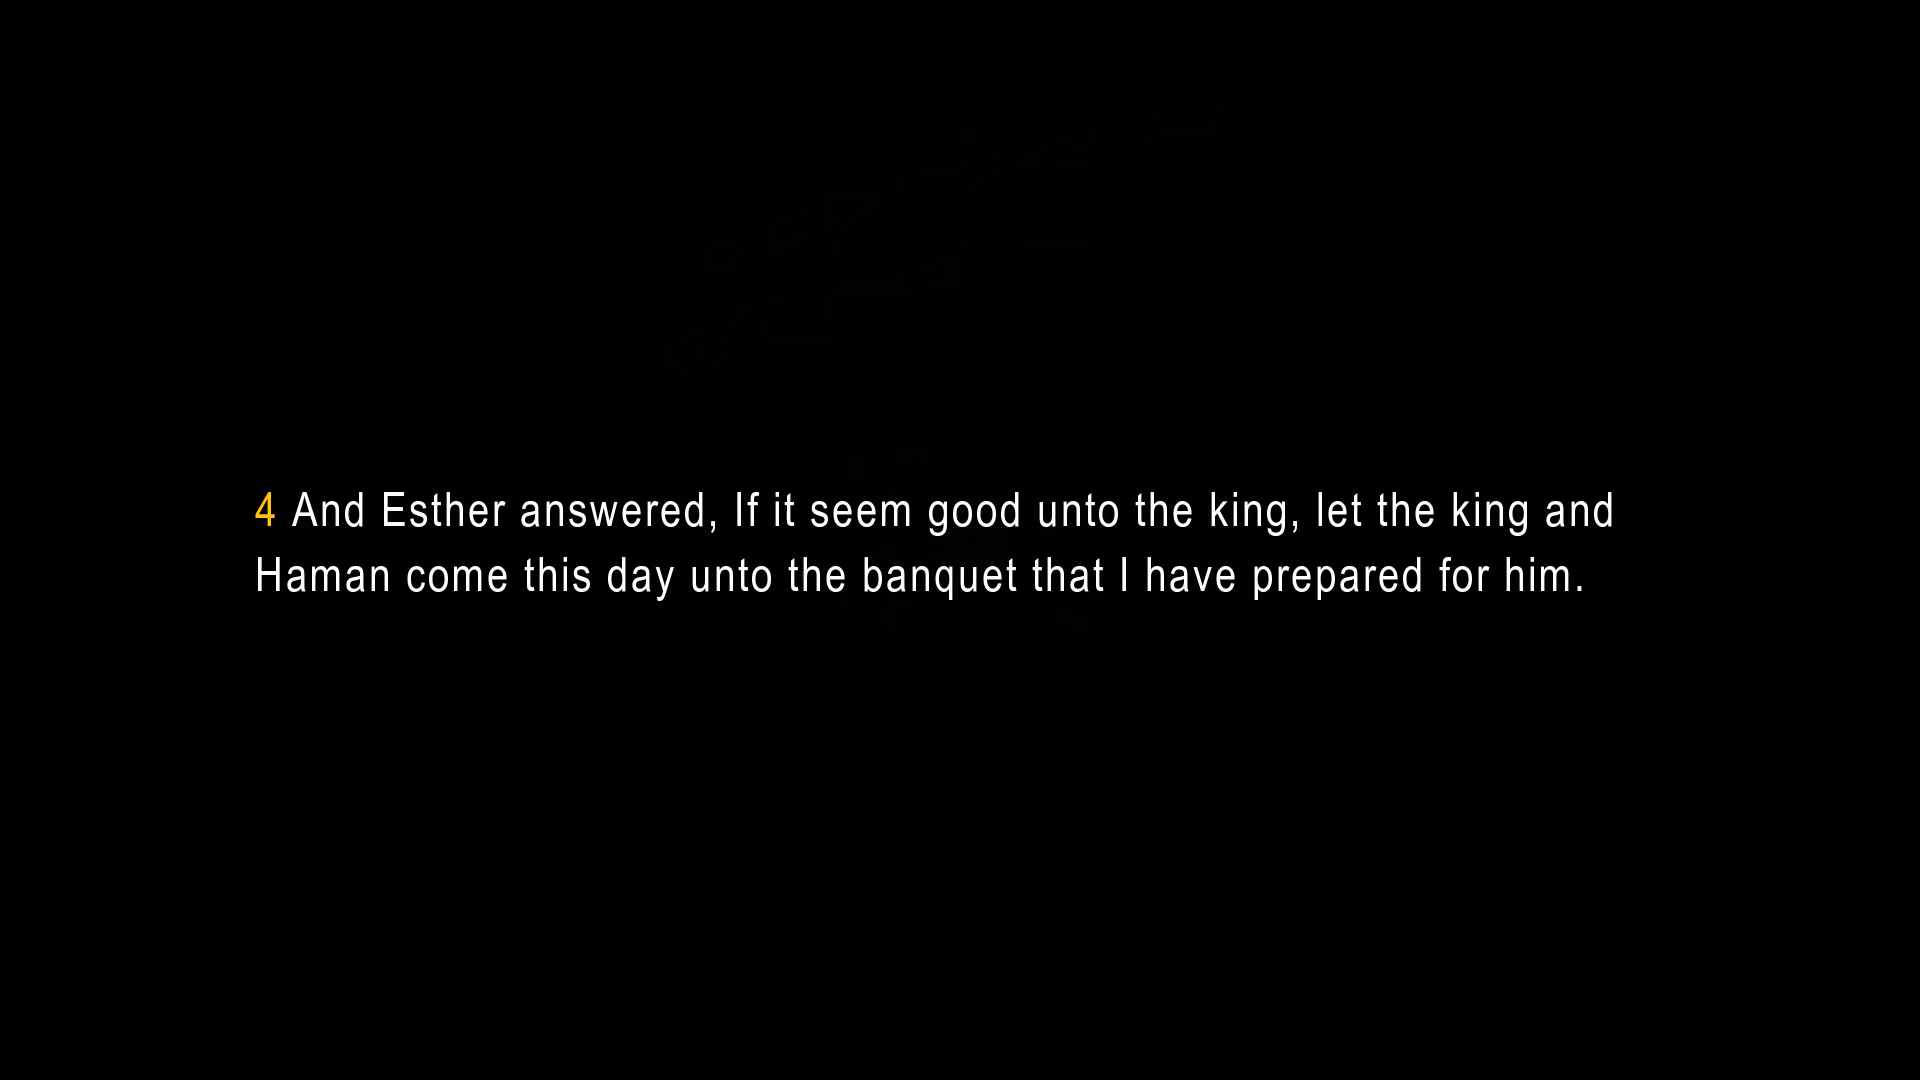 4 And Esther answered, If it seem good unto the king, let the king and
Haman come this day unto the banquet that I have prepared for him.